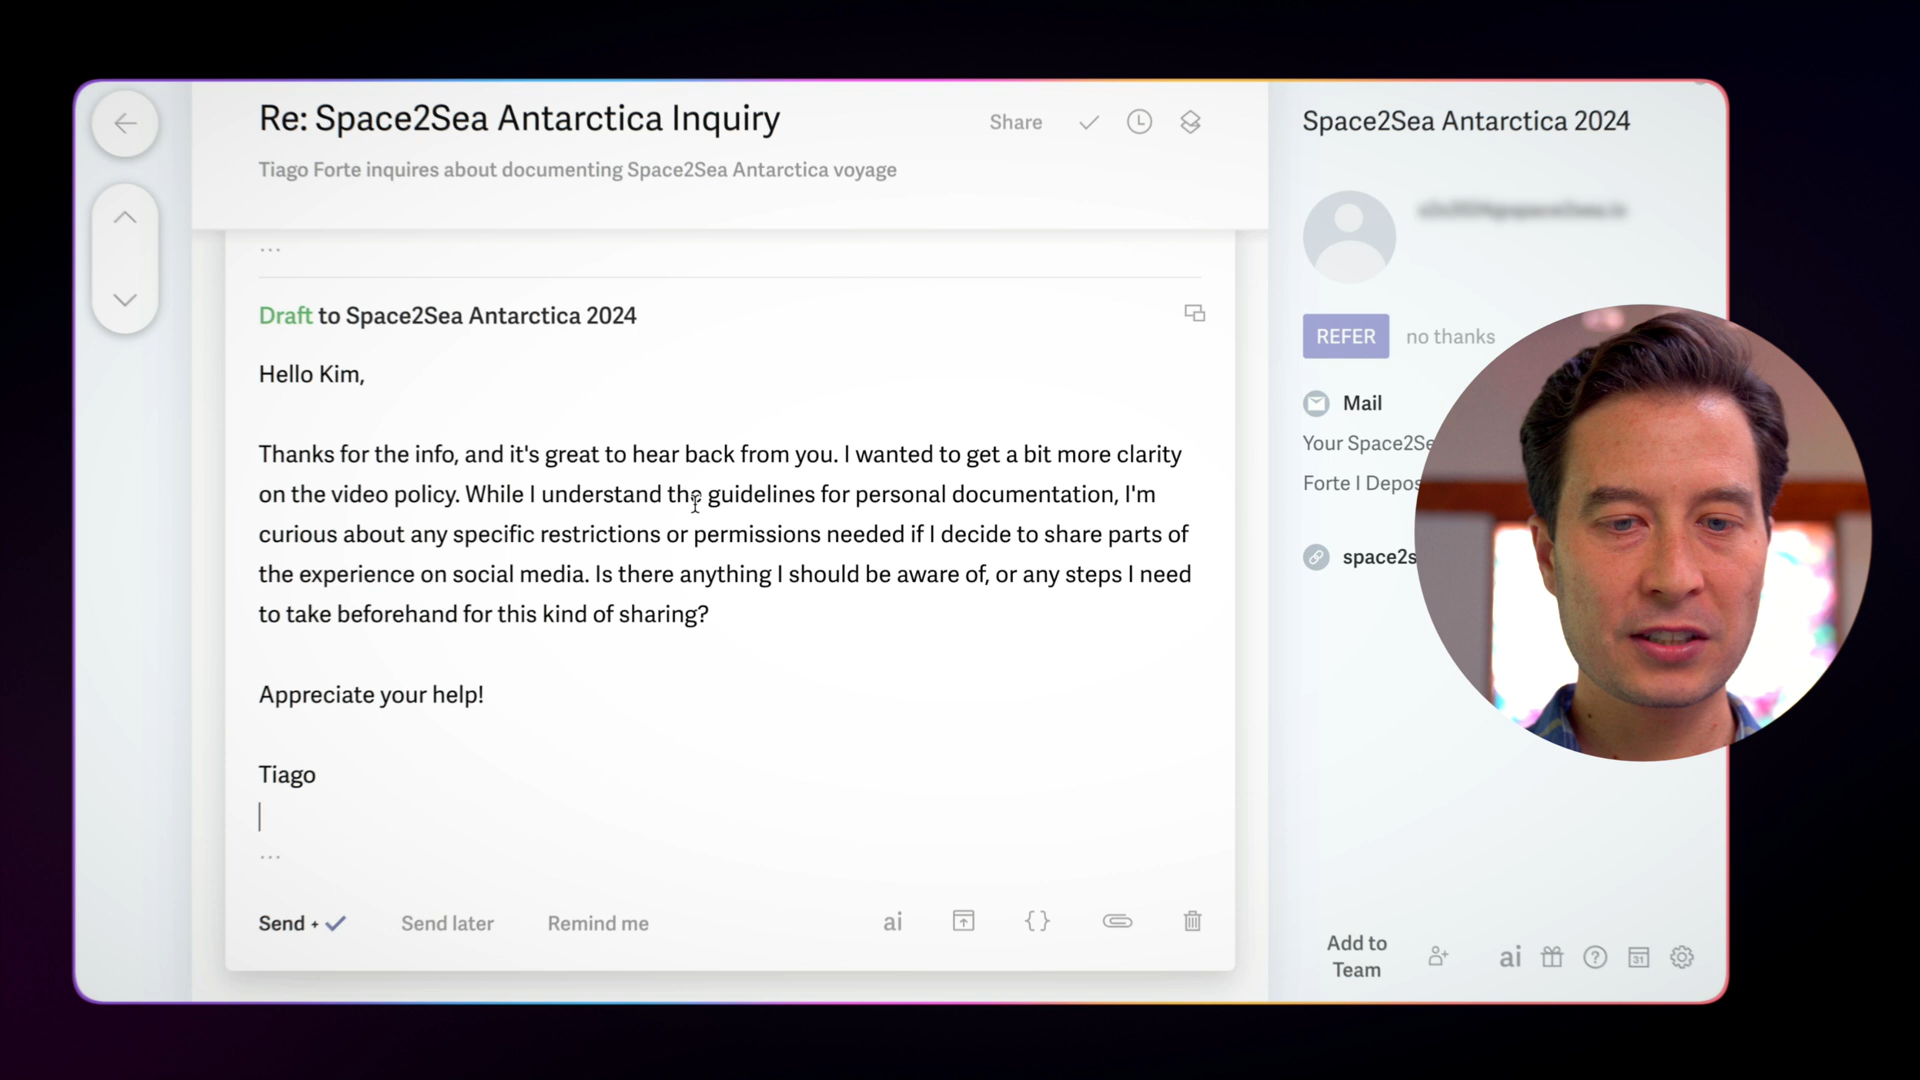 Re: Space2Sea Antarctica Inquiry
Share
Tiago Forte inquires about documenting Space2Sea Antarctica voyage
...
Draft to Space2Sea Antarctica 2024
Hello Kim,
Thanks for the info, and it's great to hear back from you. I wanted to get a bit more clarity
on the video policy. While I understand the guidelines for personal documentation, I'm
curious about any specific restrictions or permissions needed if I decide to share parts of
the experience on social media. Is there anything I should be aware of, or any steps I need
to take beforehand for this kind of sharing?
Appreciate your help!
Tiago
...
Send +
Send later
Remind me
ai
{}
Space2Sea Antarctica 2024
REFER
no thanks
Mail
Your Space2Se
Forte I Depos
space2s
Add to
Team
ai
?
31